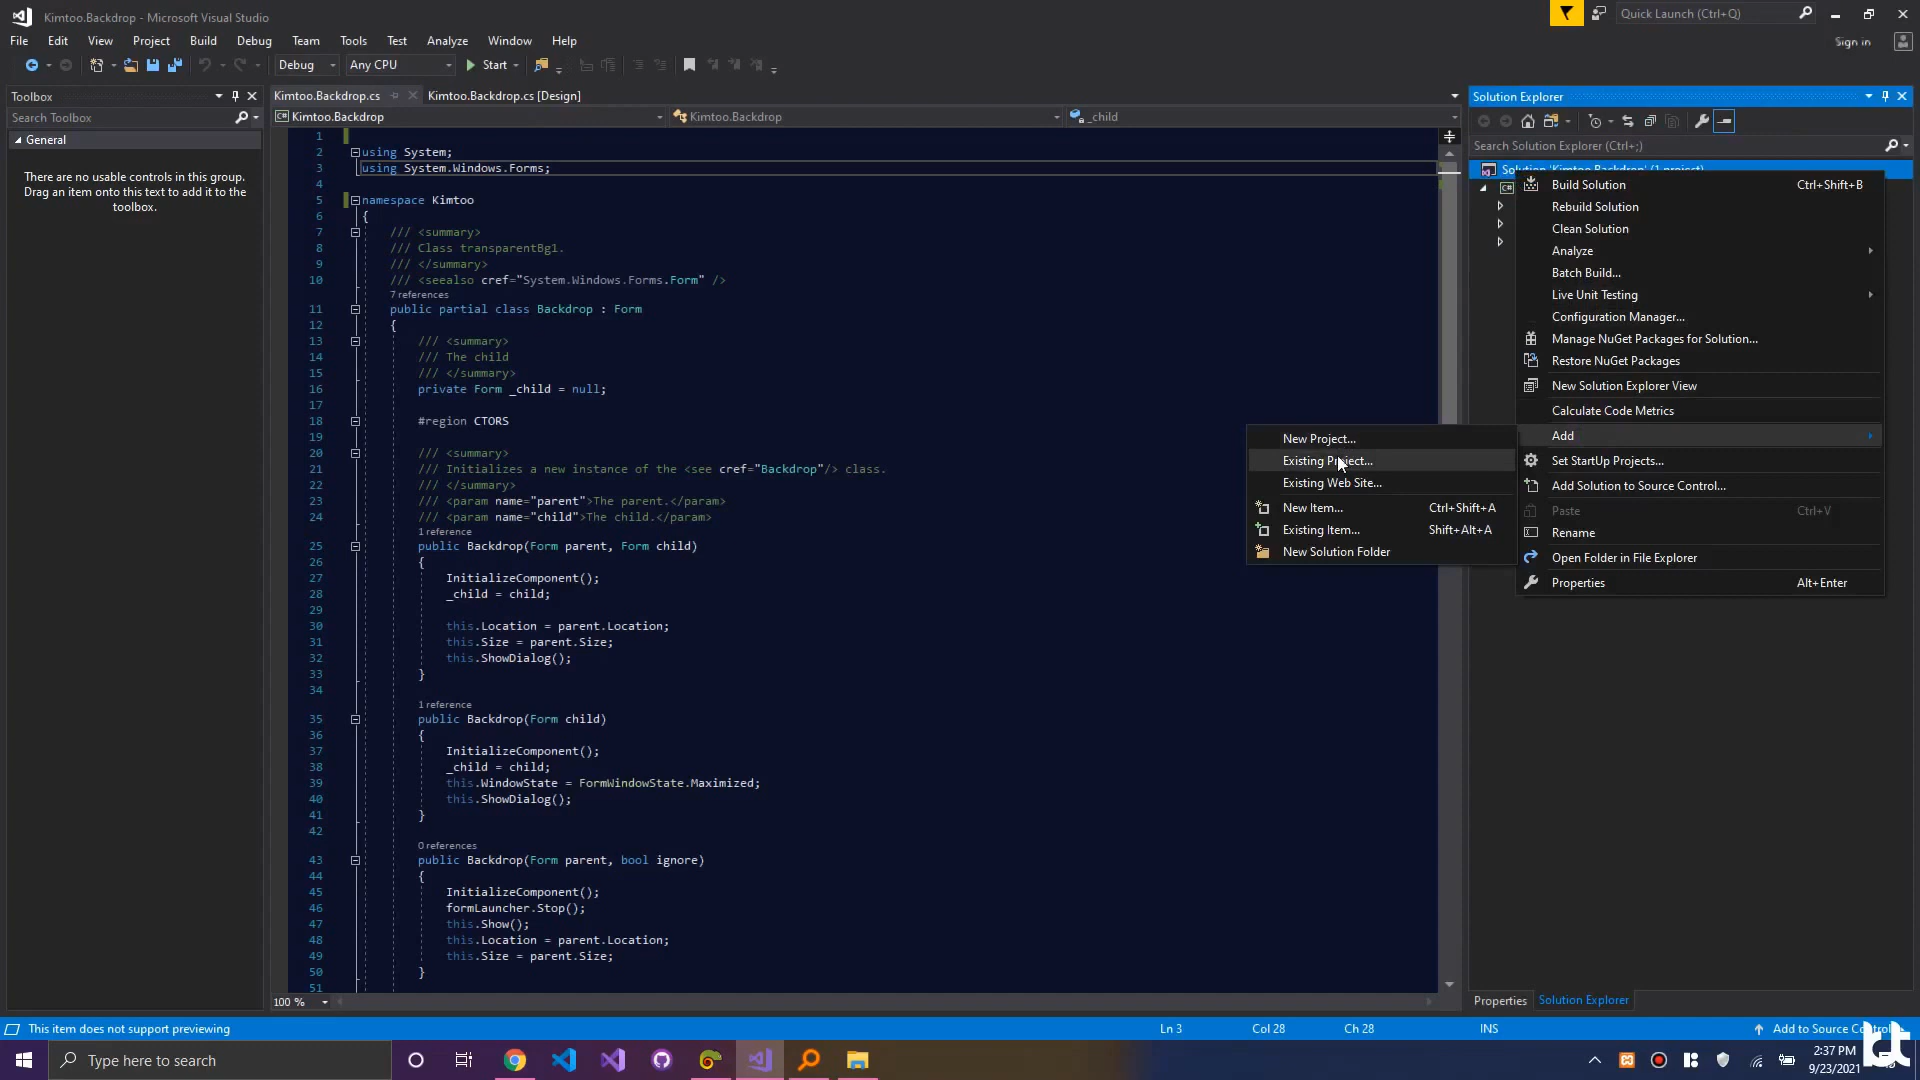 Kimtoo.Backdrop - Microsoft Visual Studio
Quick Launch (Ctrl+Q)
File Edit View Project Build Debug Team Tools Test Analyze Window Help
Sign in
Debug Any CPU Start
Toolbox
Kimtoo.Backdrop.cs Kimtoo.Backdrop.cs [Design]
Solution Explorer
Search Toolbox
Kimtoo.Backdrop Kimtoo.Backdrop _child
General
There are no usable controls in this group.
Drag an item onto this text to add it to the
toolbox.
Search Solution Explorer (Ctrl+;)
Solution 'Kimtoo.Backdrop' (1 project)
1
2 using System;
3 using System.Windows.Forms;
4
5 namespace Kimtoo
6 {
7 /// <summary>
8 /// Class transparentBg1.
9 /// </summary>
10 /// <seealso cref="System.Windows.Forms.Form" />
7 references
11 public partial class Backdrop : Form
12 {
13 /// <summary>
14 /// The child
15 /// </summary>
16 private Form _child = null;
17
18 #region CTORS
19
20 /// <summary>
21 /// Initializes a new instance of the <see cref="Backdrop"/> class.
22 /// </summary>
23 /// <param name="parent">The parent.</param>
24 /// <param name="child">The child.</param>
1 reference
25 public Backdrop(Form parent, Form child)
26 {
27 InitializeComponent();
28 _child = child;
29
30 this.Location = parent.Location;
31 this.Size = parent.Size;
32 this.ShowDialog();
33 }
34
1 reference
35 public Backdrop(Form child)
36 {
37 InitializeComponent();
38 _child = child;
39 this.WindowState = FormWindowState.Maximized;
40 this.ShowDialog();
41 }
42
0 references
43 public Backdrop(Form parent, bool ignore)
44 {
45 InitializeComponent();
46 formLauncher.Stop();
47 this.Show();
48 this.Location = parent.Location;
49 this.Size = parent.Size;
50 }
51
100 %
New Project...
Existing Project...
Existing Web Site...
New Item... Ctrl+Shift+A
Existing Item... Shift+Alt+A
New Solution Folder
Build Solution Ctrl+Shift+B
Rebuild Solution
Clean Solution
Analyze
Batch Build...
Live Unit Testing
Configuration Manager...
Manage NuGet Packages for Solution...
Restore NuGet Packages
New Solution Explorer View
Calculate Code Metrics
Add
Set StartUp Projects...
Add Solution to Source Control...
Paste Ctrl+V
Rename
Open Folder in File Explorer
Properties Alt+Enter
Properties Solution Explorer
This item does not support previewing Ln 3 Col 28 Ch 28 INS Add to Source
Type here to search
2:37 PM
9/23/2021